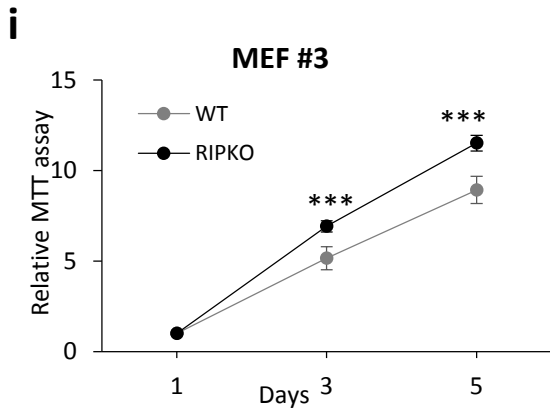 i
MEF #3
15
10
5
0
Relative MTT assay
WT
RIPKO
***
***
1
3
5
Days